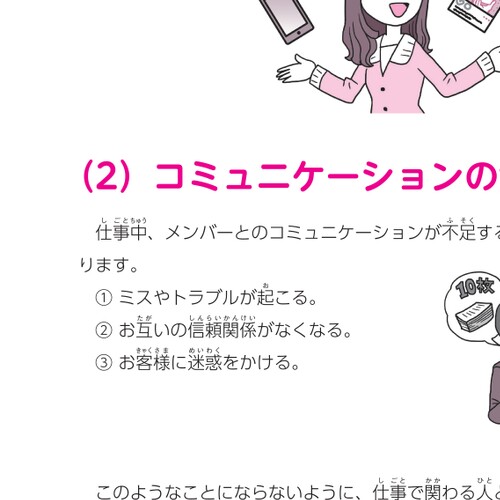 (2) コミュニケーションの
仕事中、メンバーとのコミュニケーションが不足す
ります。
① ミスやトラブルが起こる。
10枚
② お互いの信頼関係がなくなる。
③ お客様に迷惑をかける。
このようなことにならないように、仕事で関わる人